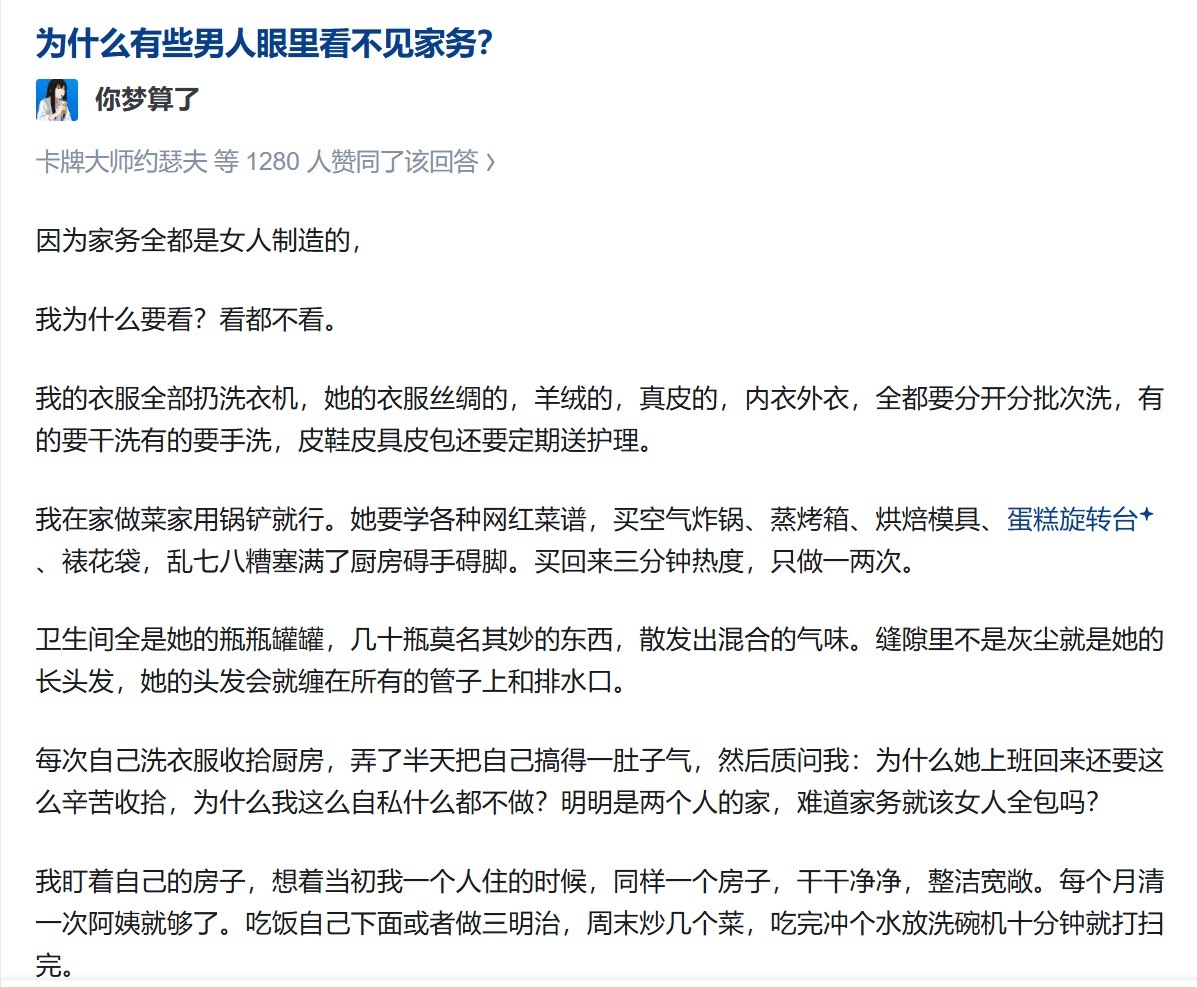 为什么有些男人眼里看不见家务？
你梦算了
卡牌大师约瑟夫 等 1280 人赞同了该回答 ›
因为家务全都是女人制造的，
我为什么要看？看都不看。
我的衣服全部扔洗衣机，她的衣服丝绸的，羊绒的，真皮的，内衣外衣，全都要分开分批次洗，有
的要干洗有的要手洗，皮鞋皮具皮包还要定期送护理。
我在家做菜家用锅铲就行。她要学各种网红菜谱，买空气炸锅、蒸烤箱、烘焙模具、蛋糕旋转台
、裱花袋，乱七八糟塞满了厨房碍手碍脚。买回来三分钟热度，只做一两次。
卫生间全是她的瓶瓶罐罐，几十瓶莫名其妙的东西，散发出混合的气味。缝隙里不是灰尘就是她的
长头发，她的头发会就缠在所有的管子上和排水口。
每次自己洗衣服收拾厨房，弄了半天把自己搞得一肚子气，然后质问我：为什么她上班回来还要这
么辛苦收拾，为什么我这么自私什么都不做？明明是两个人的家，难道家务就该女人全包吗？
我盯着自己的房子，想着当初我一个人住的时候，同样一个房子，干干净净，整洁宽敞。每个月清
一次阿姨就够了。吃饭自己下面或者做三明治，周末炒几个菜，吃完冲个水放洗碗机十分钟就打扫
完。